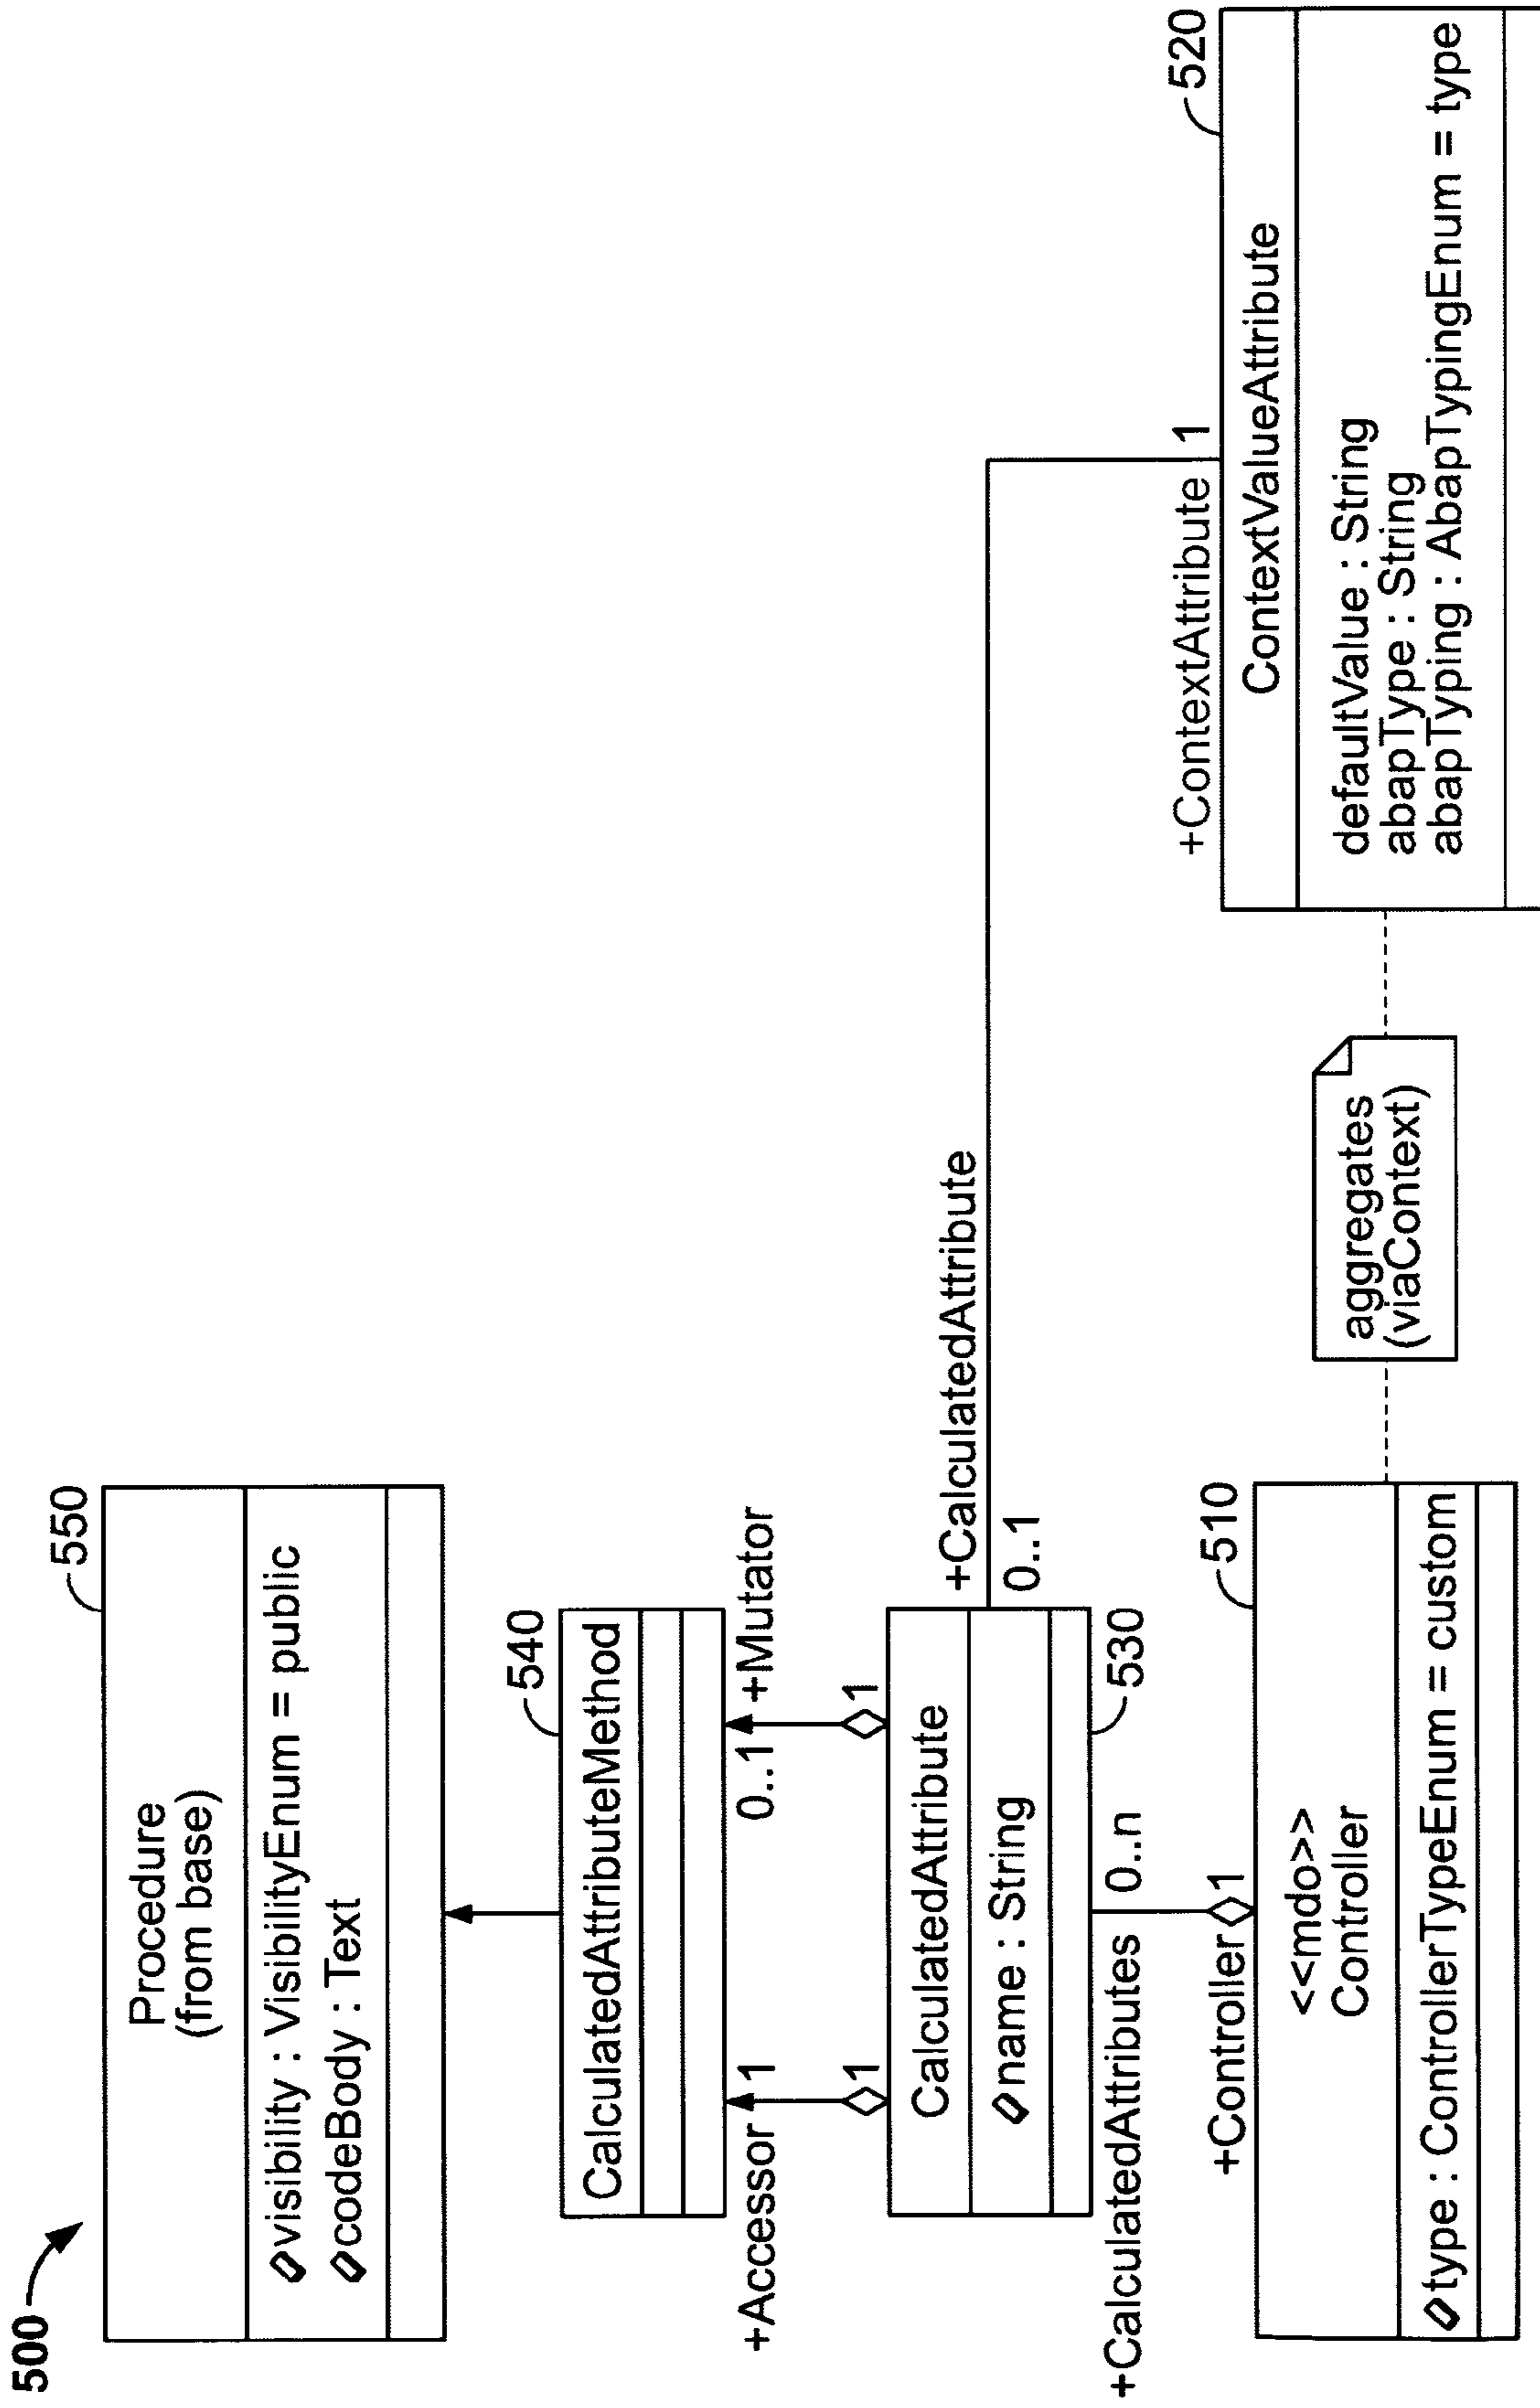 500
550
Procedure
(from base)
visibility : VisibilityEnum = public
codeBody : Text
540
CalculatedAttributeMethod
+Accessor 1
0..1 +Mutator
1
1
CalculatedAttribute
name : String
530
+CalculatedAttribute
0..1
+CalculatedAttributes 0..n
+Controller 1
510
<<mdo>>
Controller
type : ControllerTypeEnum = custom
aggregates
(viaContext)
+ContextAttribute 1
520
ContextValueAttribute
defaultValue : String
abapType : String
abapTyping : AbapTypingEnum = type